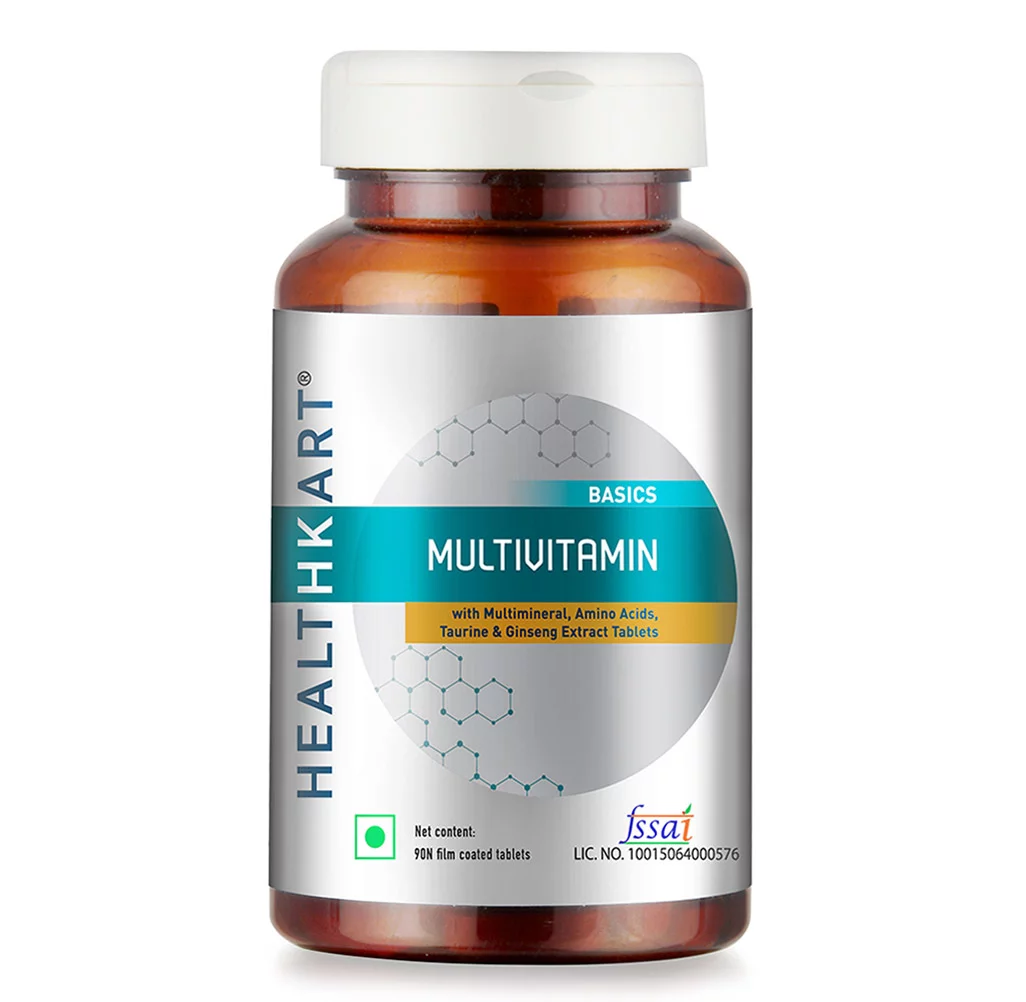 HEALTHKART®
BASICS
MULTIVITAMIN
with Multimineral, Amino Acids,
Taurine & Ginseng Extract Tablets
Net content:
90N film coated tablets
fssai
LIC. NO. 10015064000576